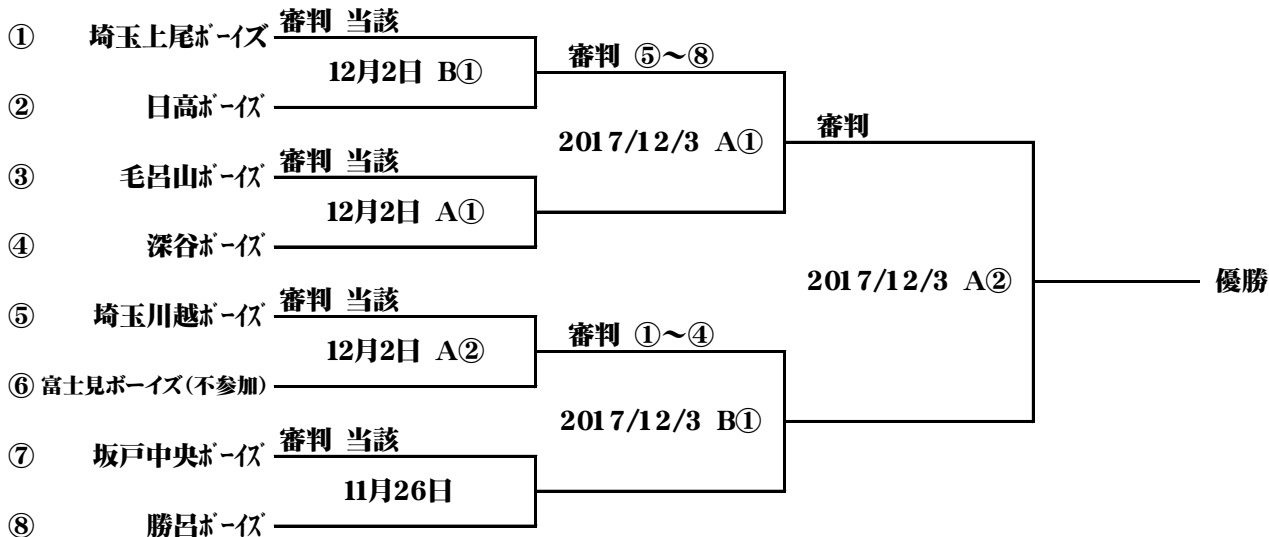 ① 埼玉上尾ボーイズ 審判 当該
12月2日 B① 審判 ⑤～⑧
② 日高ボーイズ
2017/12/3 A① 審判
③ 毛呂山ボーイズ 審判 当該
12月2日 A①
④ 深谷ボーイズ
2017/12/3 A② 優勝
⑤ 埼玉川越ボーイズ 審判 当該
12月2日 A② 審判 ①～④
⑥ 富士見ボーイズ(不参加)
2017/12/3 B①
⑦ 坂戸中央ボーイズ 審判 当該
11月26日
⑧ 勝呂ボーイズ